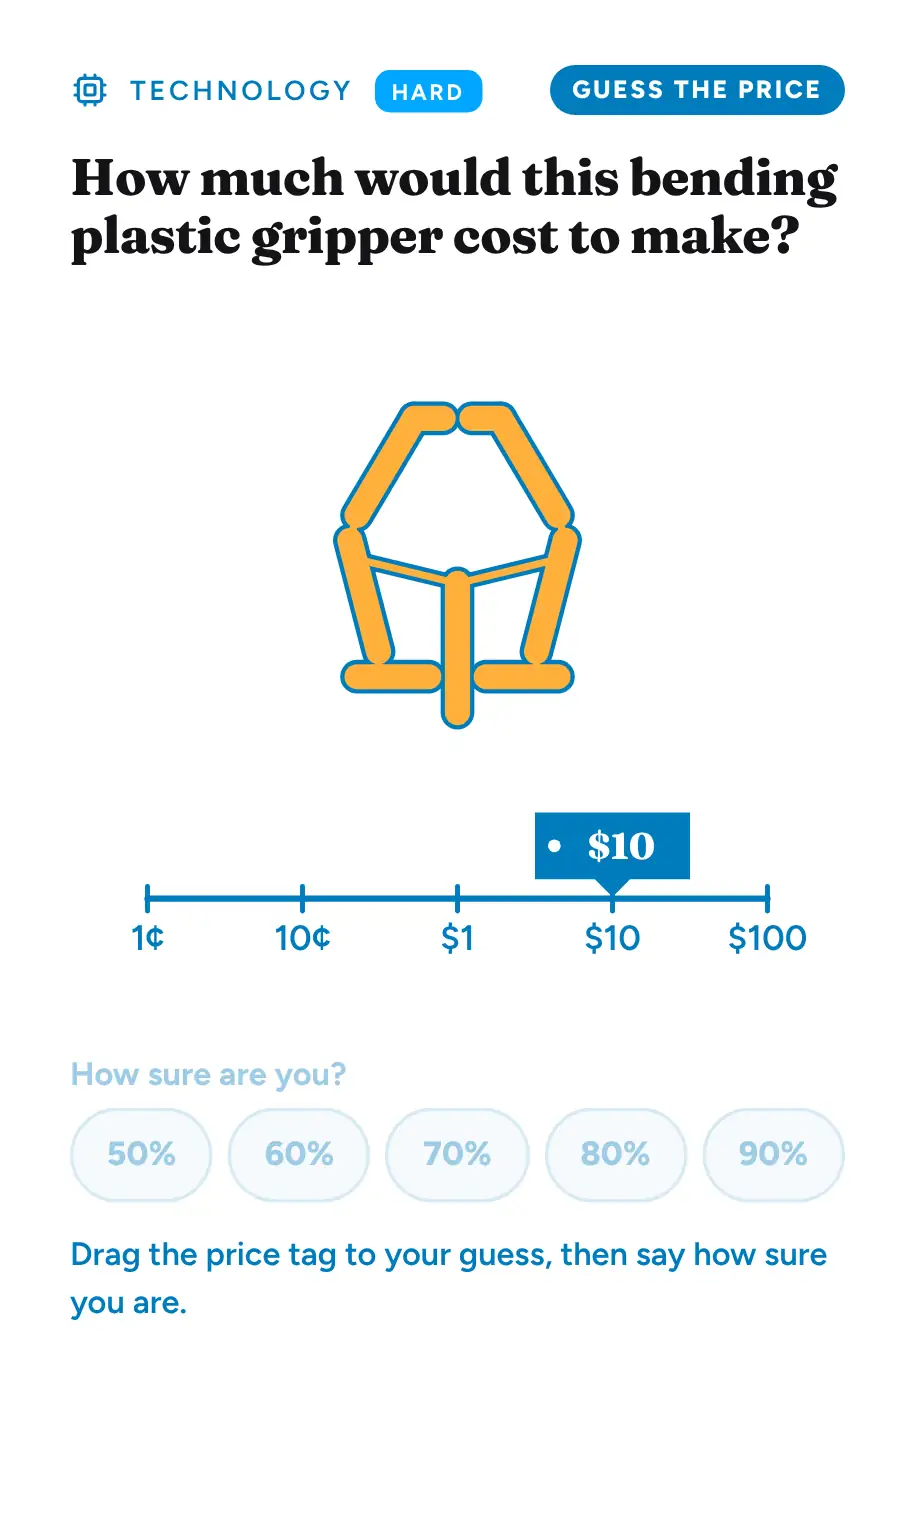 TECHNOLOGY HARD GUESS THE PRICE
How much would this bending
plastic gripper cost to make?
$10
1¢ 10¢ $1 $10 $100
How sure are you?
50% 60% 70% 80% 90%
Drag the price tag to your guess, then say how sure
you are.